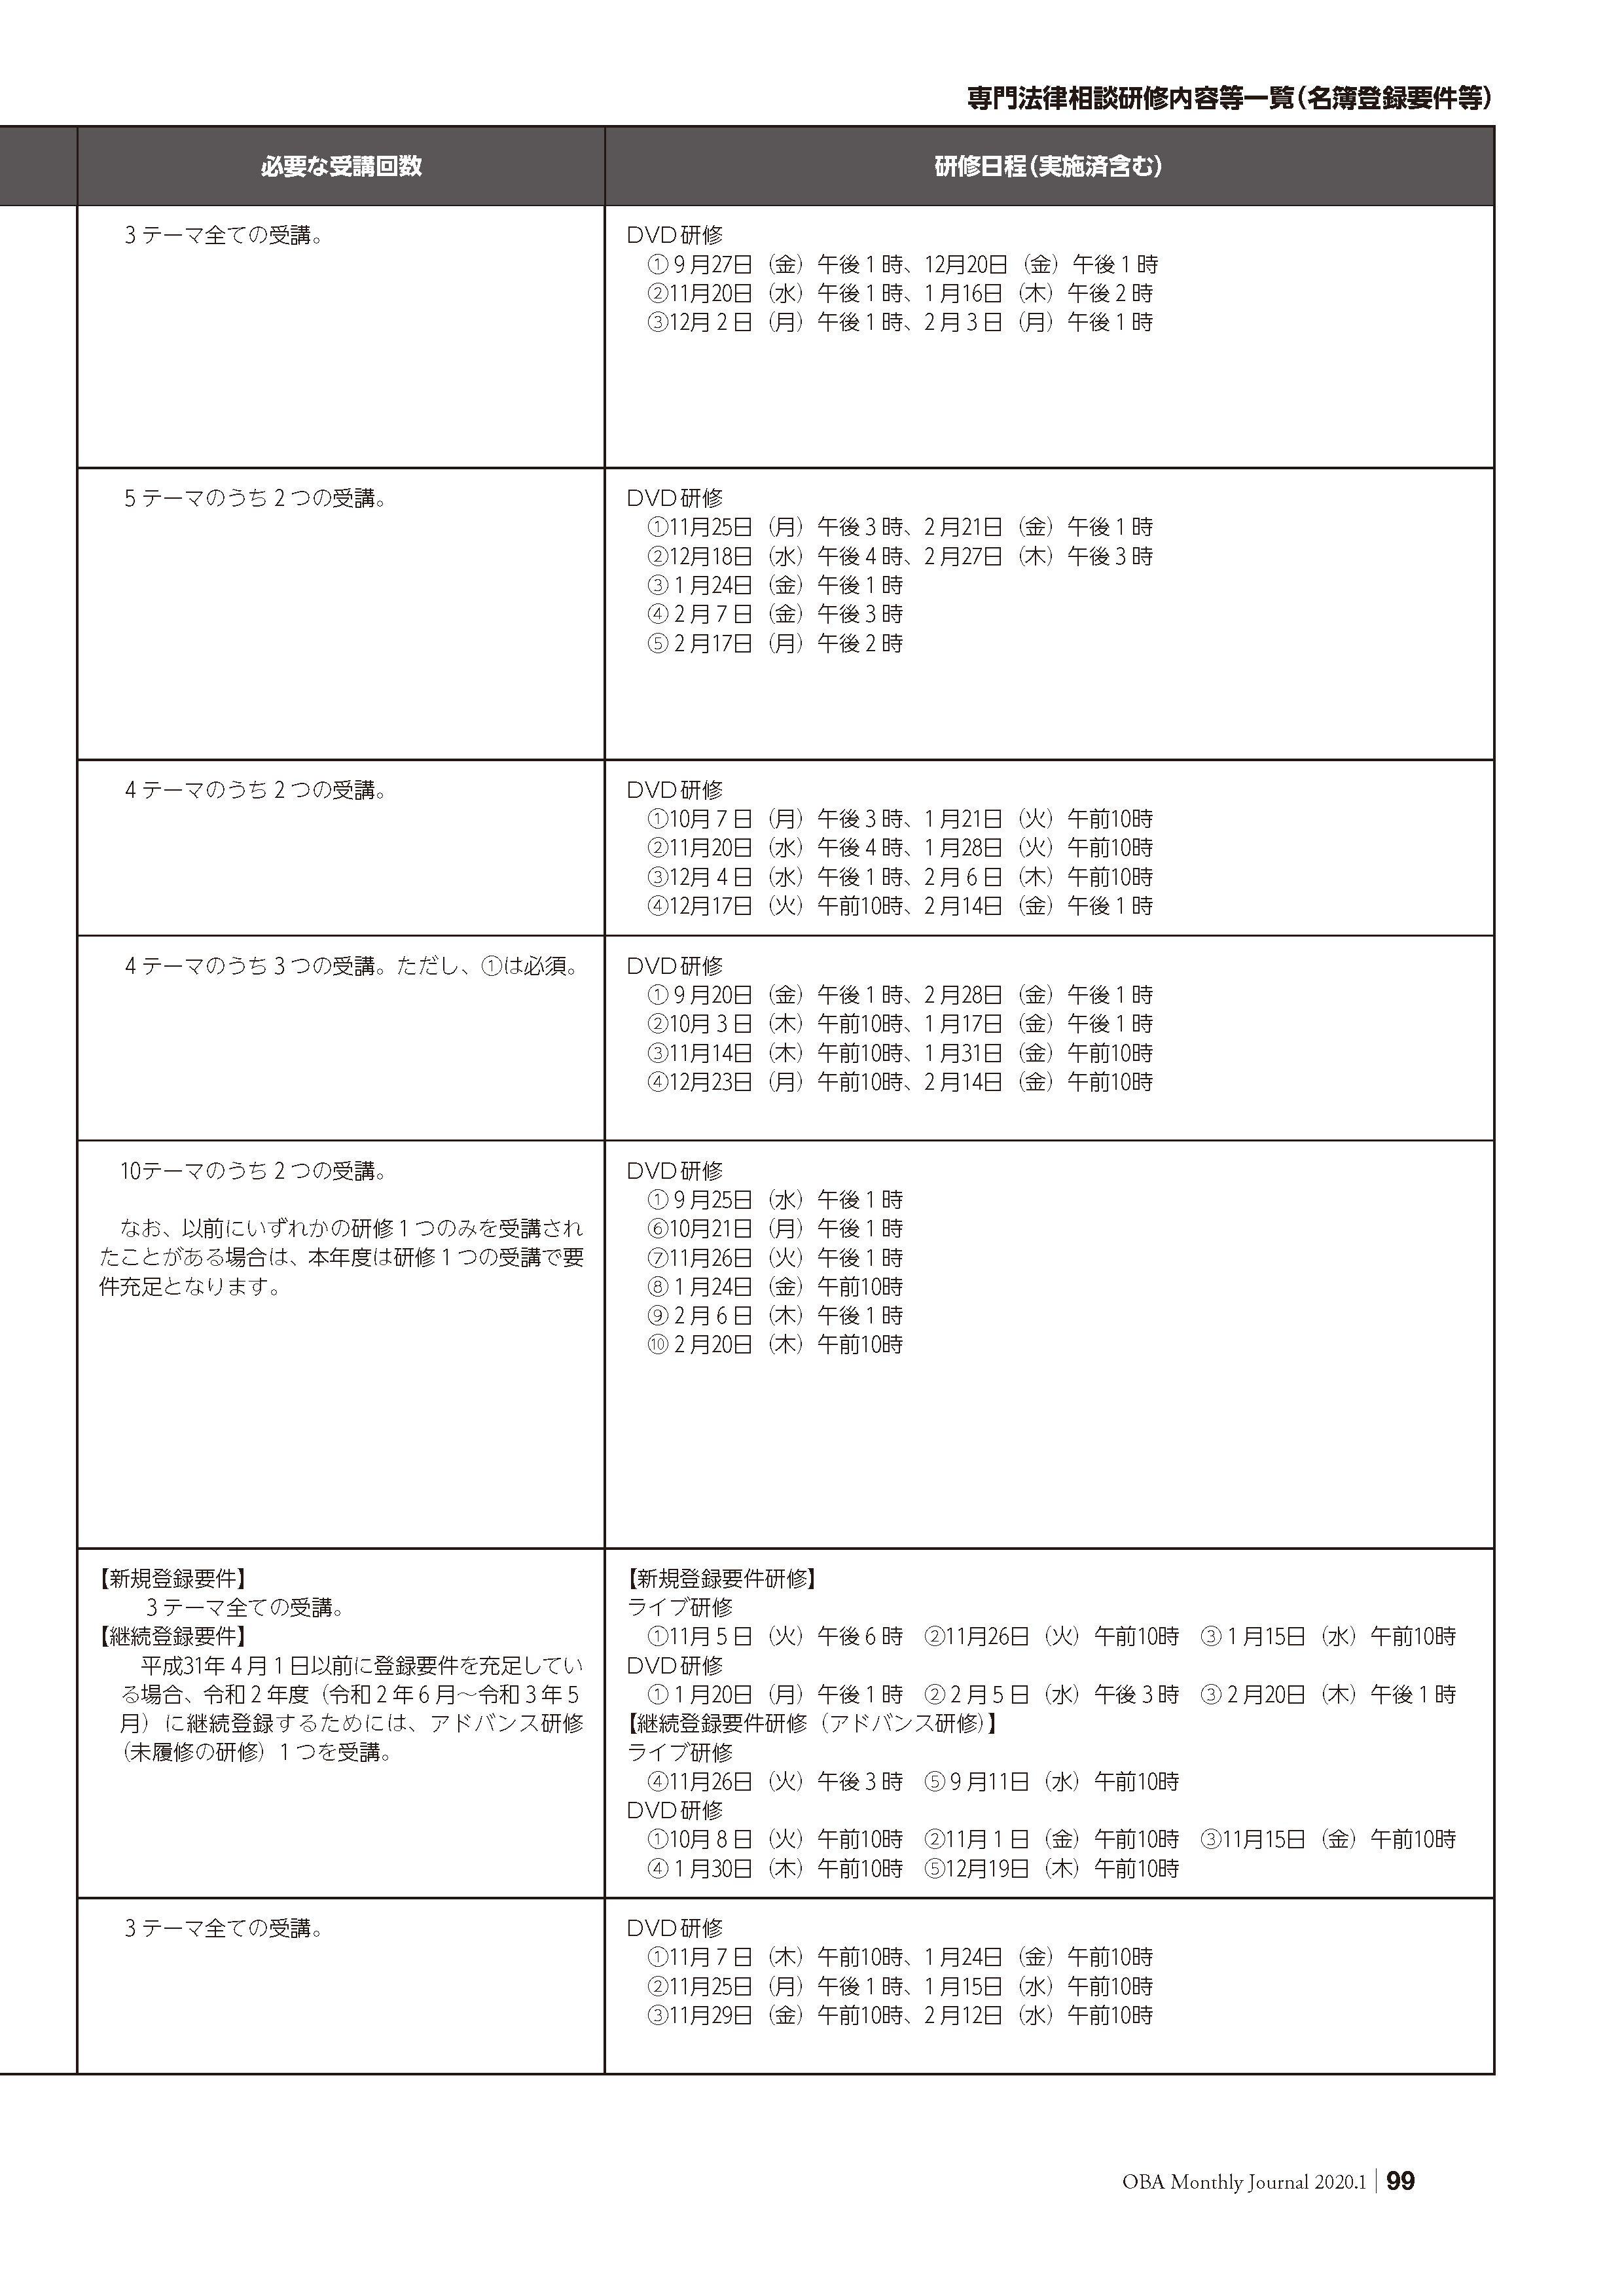 専門法律相談研修内容等一覧（名簿登録要件等）
必要な受講回数
研修日程（実施済含む）
3テーマ全ての受講。
DVD研修
①9月27日（金）午後1時、12月20日（金）午後1時
②11月20日（水）午後1時、1月16日（木）午後2時
③12月2日（月）午後1時、2月3日（月）午後1時
5テーマのうち2つの受講。
DVD研修
①11月25日（月）午後3時、2月21日（金）午後1時
②12月18日（水）午後4時、2月27日（木）午後3時
③1月24日（金）午後1時
④2月7日（金）午後3時
⑤2月17日（月）午後2時
4テーマのうち2つの受講。
DVD研修
①10月7日（月）午後3時、1月21日（火）午前10時
②11月20日（水）午後4時、1月28日（火）午前10時
③12月4日（水）午後1時、2月6日（木）午前10時
④12月17日（火）午前10時、2月14日（金）午後1時
4テーマのうち3つの受講。ただし、①は必須。
DVD研修
①9月20日（金）午後1時、2月28日（金）午後1時
②10月3日（木）午前10時、1月17日（金）午後1時
③11月14日（木）午前10時、1月31日（金）午前10時
④12月23日（月）午前10時、2月14日（金）午前10時
10テーマのうち2つの受講。
なお、以前にいずれかの研修1つのみを受講され
たことがある場合は、本年度は研修1つの受講で要
件充足となります。
DVD研修
①9月25日（水）午後1時
⑥10月21日（月）午後1時
⑦11月26日（火）午後1時
⑧1月24日（金）午前10時
⑨2月6日（木）午後1時
⑩2月20日（木）午前10時
【新規登録要件】
3テーマ全ての受講。
【継続登録要件】
平成31年4月1日以前に登録要件を充足してい
る場合、令和2年度（令和2年6月～令和3年5
月）に継続登録するためには、アドバンス研修
（未履修の研修）1つを受講。
【新規登録要件研修】
ライブ研修
①11月5日（火）午後6時　②11月26日（火）午前10時　③1月15日（水）午前10時
DVD研修
①1月20日（月）午後1時　②2月5日（水）午後3時　③2月20日（木）午後1時
【継続登録要件研修（アドバンス研修）】
ライブ研修
④11月26日（火）午後3時　⑤9月11日（水）午前10時
DVD研修
①10月8日（火）午前10時　②11月1日（金）午前10時　③11月15日（金）午前10時
④1月30日（木）午前10時　⑤12月19日（木）午前10時
3テーマ全ての受講。
DVD研修
①11月7日（木）午前10時、1月24日（金）午前10時
②11月25日（月）午後1時、1月15日（水）午前10時
③11月29日（金）午前10時、2月12日（水）午前10時
OBA Monthly Journal 2020.1 | 99